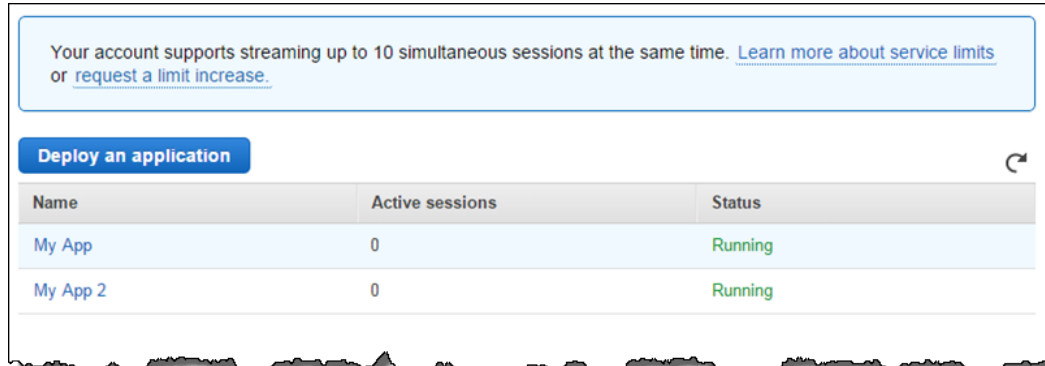 Your account supports streaming up to 10 simultaneous sessions at the same time. Learn more about service limits
or request a limit increase.
Deploy an application
Name Active sessions Status
My App 0 Running
My App 2 0 Running